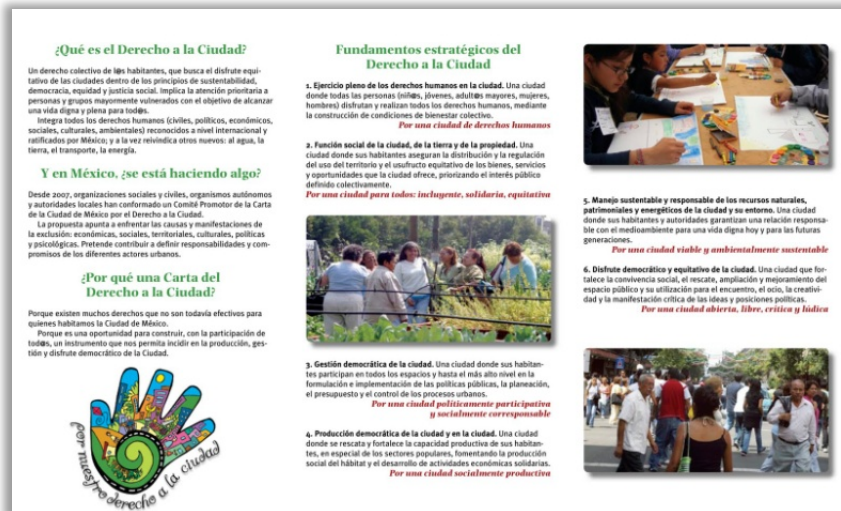 ¿Qué es el Derecho a la Ciudad?
Un derecho colectivo de l@s habitantes, que busca el disfrute equi-
tativo de las ciudades dentro de los principios de sustentabilidad,
democracia, equidad y justicia social. Implica la atención prioritaria a
personas y grupos mayormente vulnerados con el objetivo de alcanzar
una vida digna y plena para tod@s.
Integra todos los derechos humanos (civiles, políticos, económicos,
sociales, culturales, ambientales) reconocidos a nivel internacional y
ratificados por México; y a la vez reivindica otros nuevos: al agua, la
tierra, el transporte, la energía.
Y en México, ¿se está haciendo algo?
Desde 2007, organizaciones sociales y civiles, organismos autónomos
y autoridades locales han conformado un Comité Promotor de la Carta
de la Ciudad de México por el Derecho a la Ciudad.
La propuesta apunta a enfrentar las causas y manifestaciones de
la exclusión: económicas, sociales, territoriales, culturales, políticas
y psicológicas. Pretende contribuir a definir responsabilidades y com-
promisos de los diferentes actores urbanos.
¿Por qué una Carta del
Derecho a la Ciudad?
Porque existen muchos derechos que no son todavía efectivos para
quienes habitamos la Ciudad de México.
Porque es una oportunidad para construir, con la participación de
tod@s, un instrumento que nos permita incidir en la producción, ges-
tión y disfrute democrático de la Ciudad.
por nuestro derecho a la ciudad
Fundamentos estratégicos del
Derecho a la Ciudad
1. Ejercicio pleno de los derechos humanos en la ciudad. Una ciudad
donde todas las personas (niñ@s, jóvenes, adult@s mayores, mujeres,
hombres) disfrutan y realizan todos los derechos humanos, mediante
la construcción de condiciones de bienestar colectivo.
Por una ciudad de derechos humanos
2. Función social de la ciudad, de la tierra y de la propiedad. Una
ciudad donde sus habitantes aseguran la distribución y la regulación
del uso del territorio y el usufructo equitativo de los bienes, servicios
y oportunidades que la ciudad ofrece, priorizando el interés público
definido colectivamente.
Por una ciudad para todos: incluyente, solidaria, equitativa
3. Gestión democrática de la ciudad. Una ciudad donde sus habitan-
tes participan en todos los espacios y hasta el más alto nivel en la
formulación e implementación de las políticas públicas, la planeación,
el presupuesto y el control de los procesos urbanos.
Por una ciudad políticamente participativa
y socialmente corresponsable
4. Producción democrática de la ciudad y en la ciudad. Una ciudad
donde se rescata y fortalece la capacidad productiva de sus habitan-
tes, en especial de los sectores populares, fomentando la producción
social del hábitat y el desarrollo de actividades económicas solidarias.
Por una ciudad socialmente productiva
5. Manejo sustentable y responsable de los recursos naturales,
patrimoniales y energéticos de la ciudad y su entorno. Una ciudad
donde sus habitantes y autoridades garantizan una relación responsa-
ble con el medioambiente para una vida digna hoy y para las futuras
generaciones.
Por una ciudad viable y ambientalmente sustentable
6. Disfrute democrático y equitativo de la ciudad. Una ciudad que for-
talece la convivencia social, el rescate, ampliación y mejoramiento del
espacio público y su utilización para el encuentro, el ocio, la creativi-
dad y la manifestación crítica de las ideas y posiciones políticas.
Por una ciudad abierta, libre, crítica y lúdica